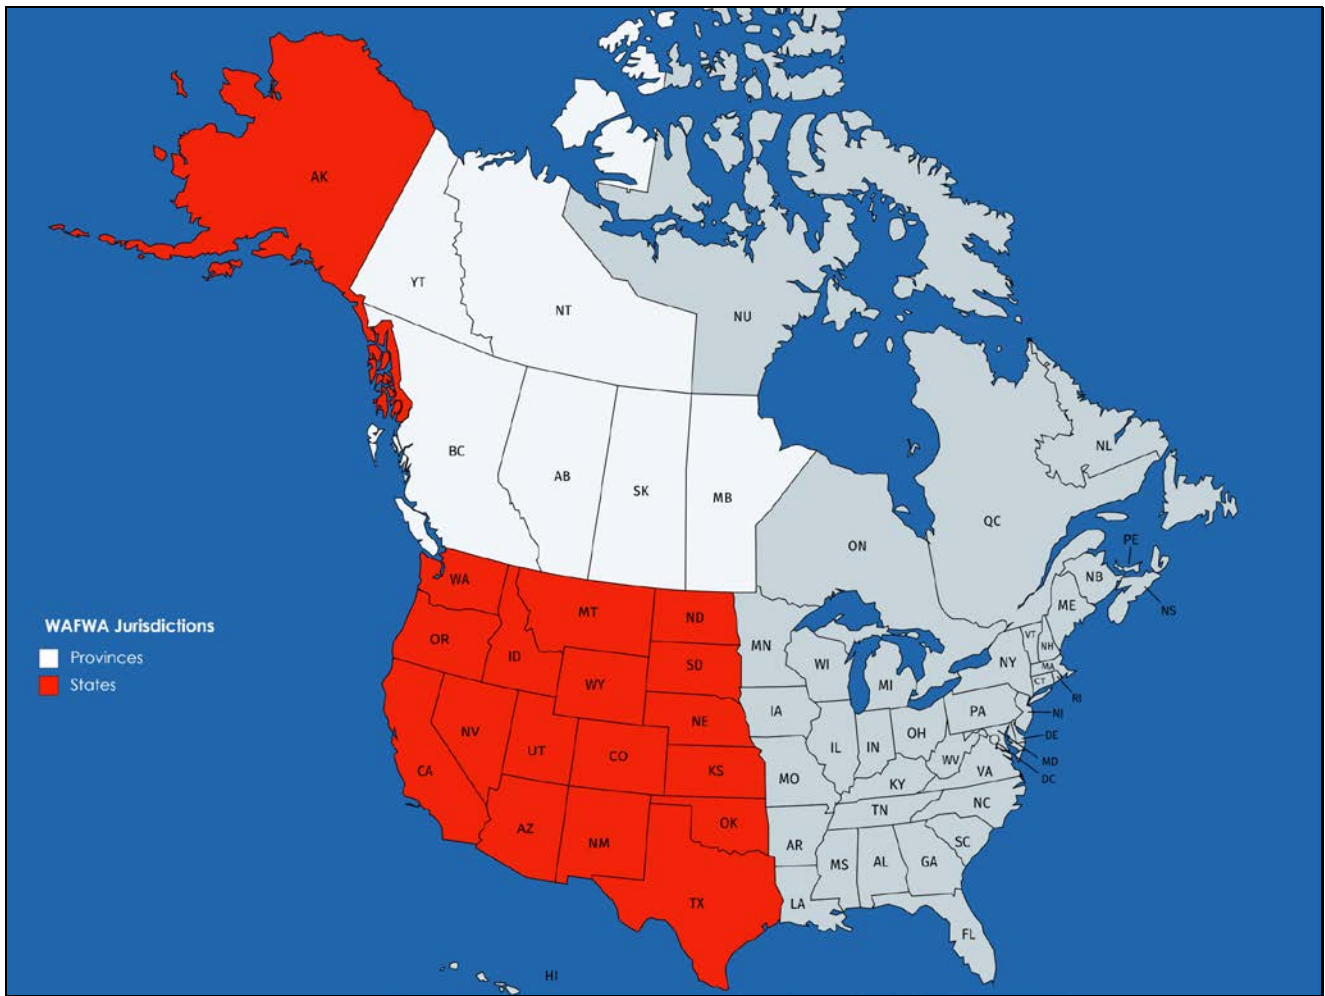 AK
YT
NT
NU
BC
AB
SK
MB
ON
QC
NL
PE
NB
NS
ME
WA
MT
ND
MN
OR
ID
SD
WI
MI
NY
VT
NH
MA
CT
RI
WY
NE
IA
PA
NJ
NV
UT
CO
KS
IL
IN
OH
WV
VA
DE
MD
DC
CA
MO
KY
AZ
NM
OK
AR
TN
NC
SC
MS
AL
GA
TX
LA
FL
HI
WAFWA Jurisdictions
Provinces
States